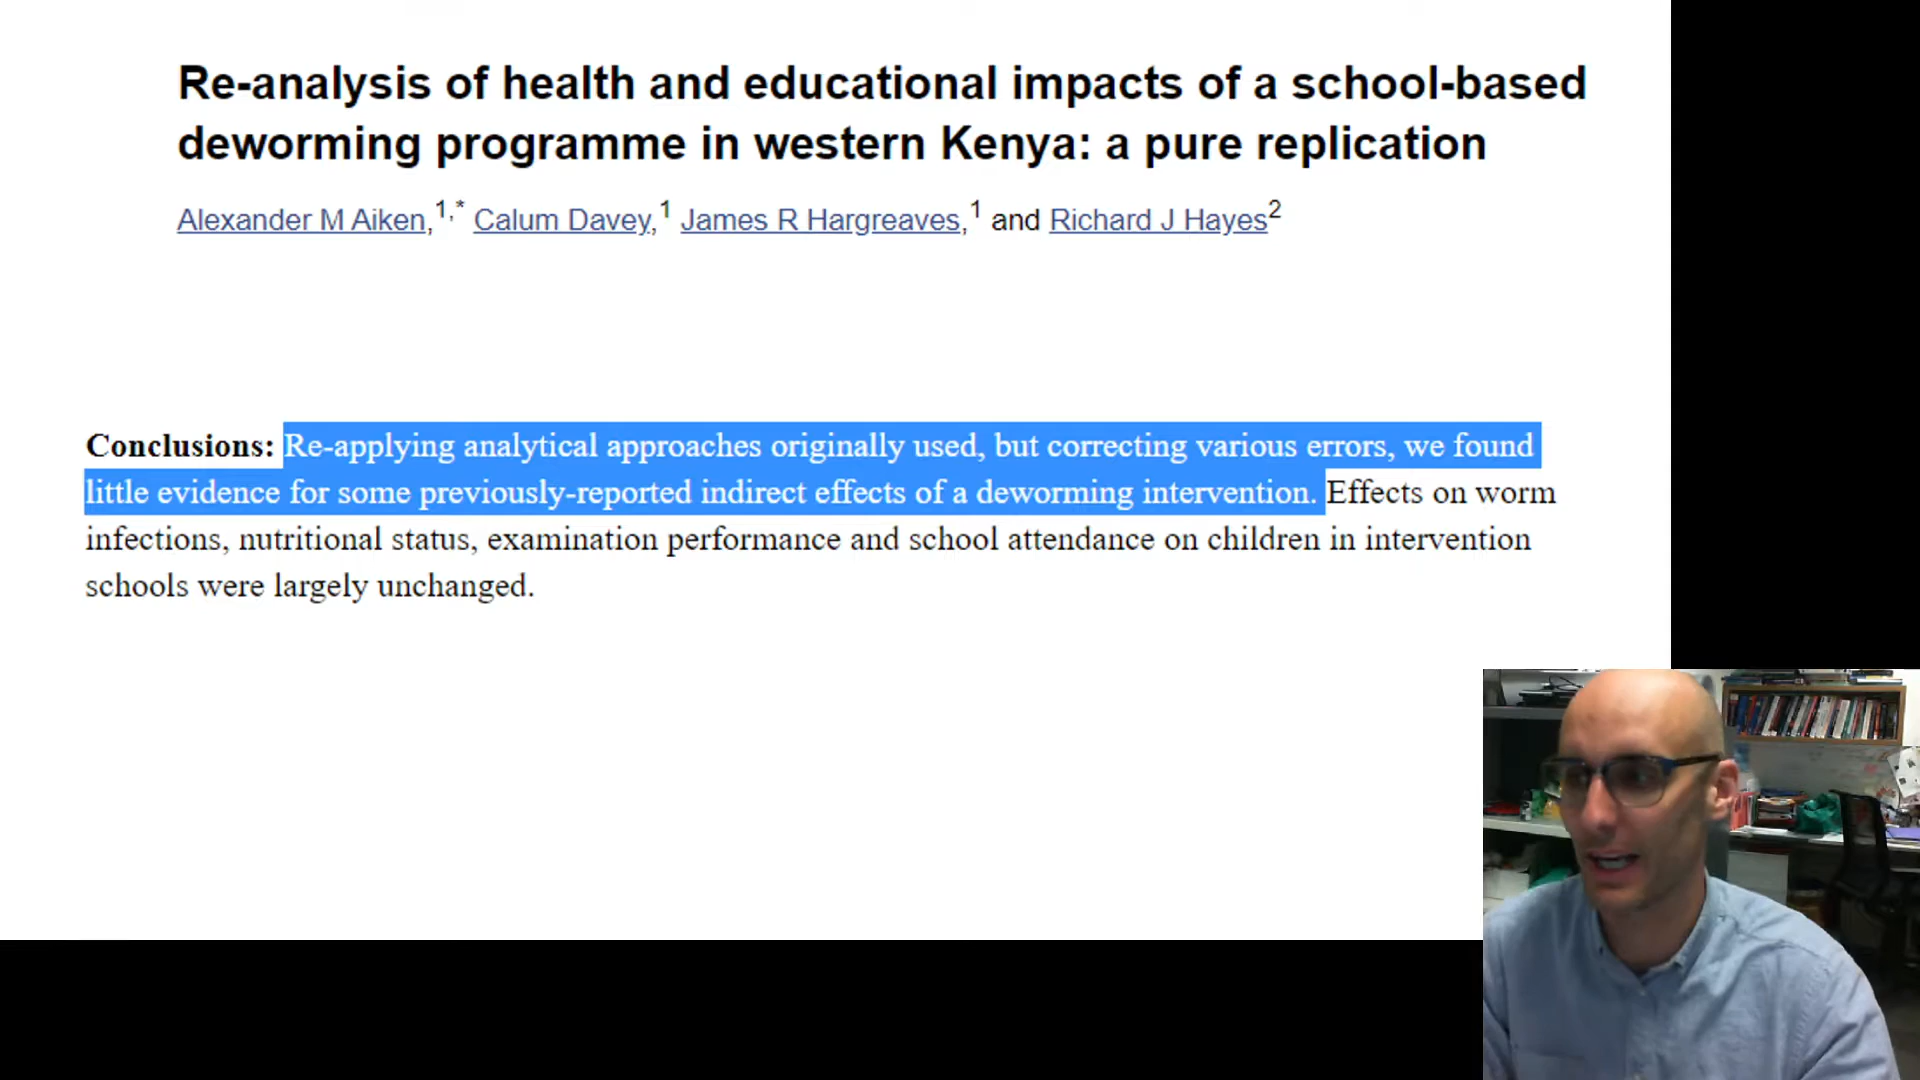 Re-analysis of health and educational impacts of a school-based
deworming programme in western Kenya: a pure replication
Alexander M Aiken,1,* Calum Davey,1 James R Hargreaves,1 and Richard J Hayes2
Conclusions: Re-applying analytical approaches originally used, but correcting various errors, we found
little evidence for some previously-reported indirect effects of a deworming intervention. Effects on worm
infections, nutritional status, examination performance and school attendance on children in intervention
schools were largely unchanged.